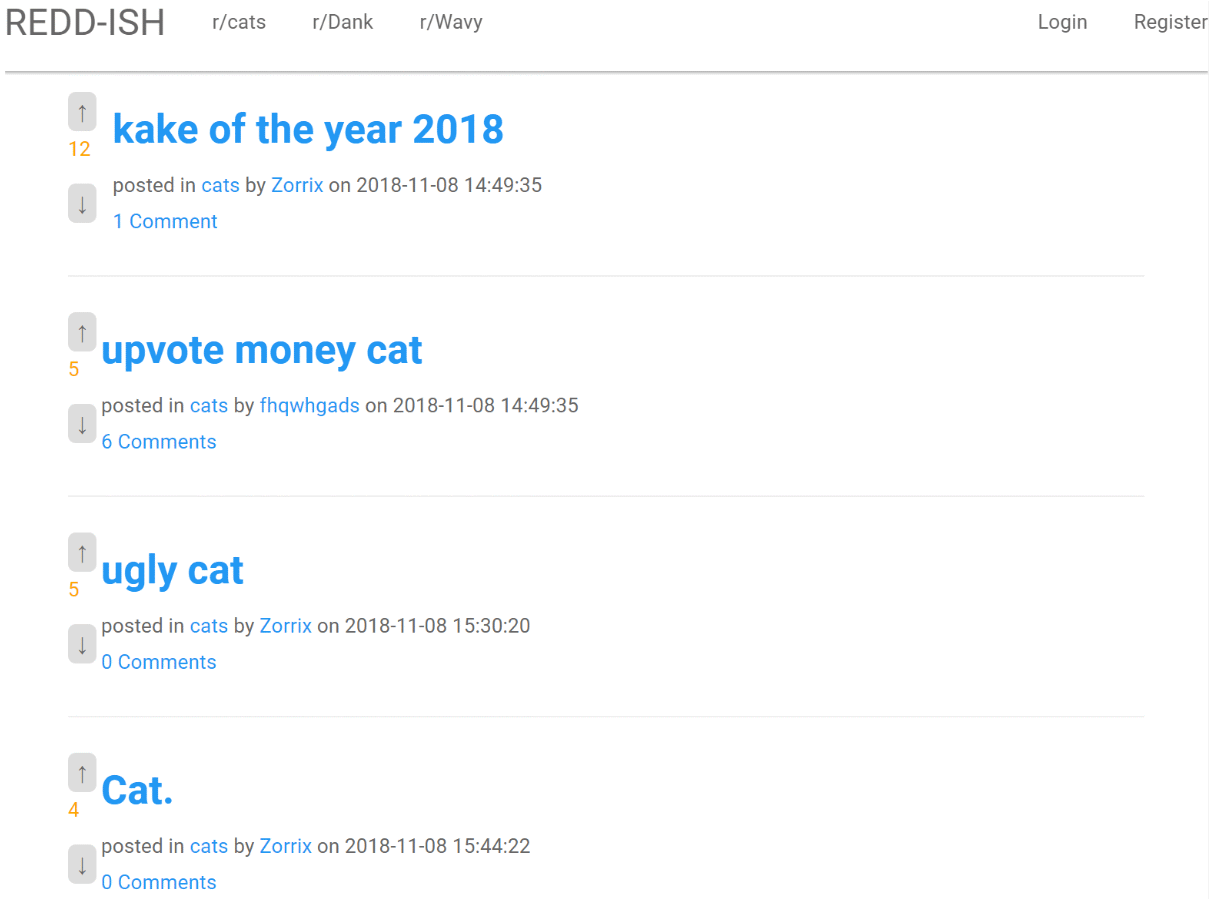 REDD-ISH r/cats r/Dank r/Wavy Login Register
↑
kake of the year 2018
12
posted in cats by Zorrix on 2018-11-08 14:49:35
↓
1 Comment
↑
upvote money cat
5
posted in cats by fhqwhgads on 2018-11-08 14:49:35
↓
6 Comments
↑
ugly cat
5
posted in cats by Zorrix on 2018-11-08 15:30:20
↓
0 Comments
↑
Cat.
4
posted in cats by Zorrix on 2018-11-08 15:44:22
↓
0 Comments